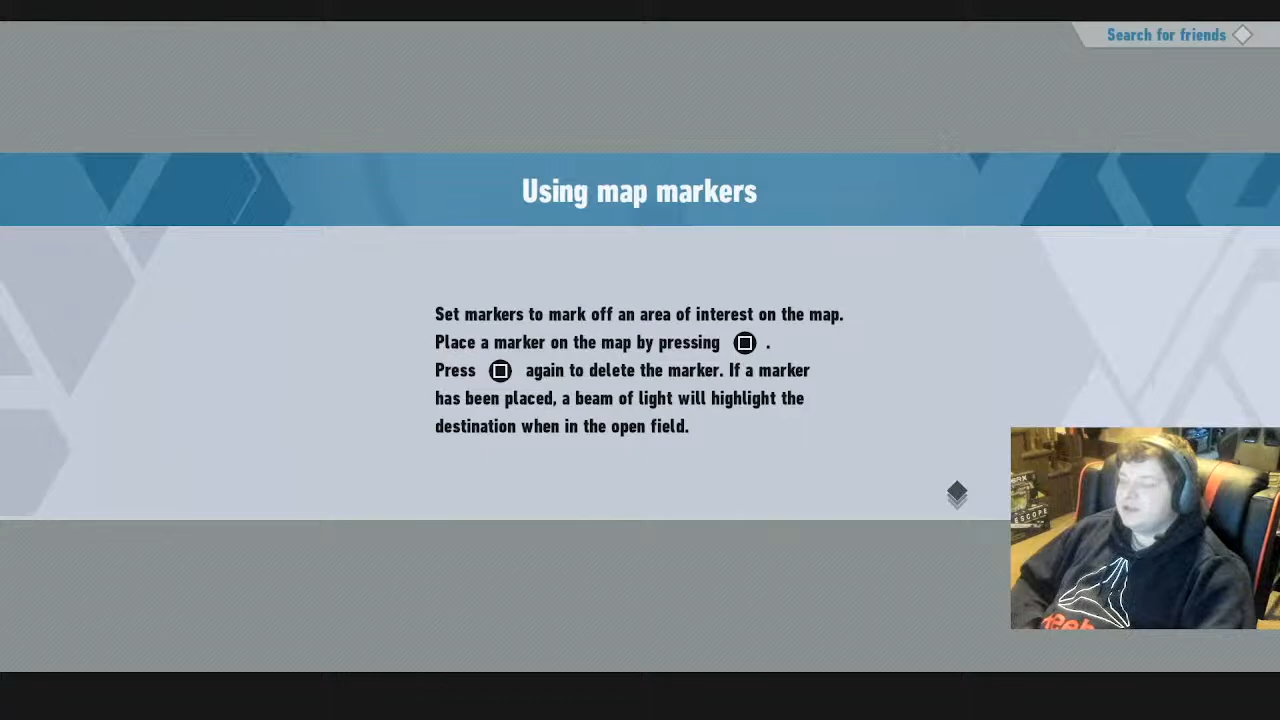 Search for friends
Using map markers
Set markers to mark off an area of interest on the map.
Place a marker on the map by pressing .
Press again to delete the marker. If a marker
has been placed, a beam of light will highlight the
destination when in the open field.
ESCOPE